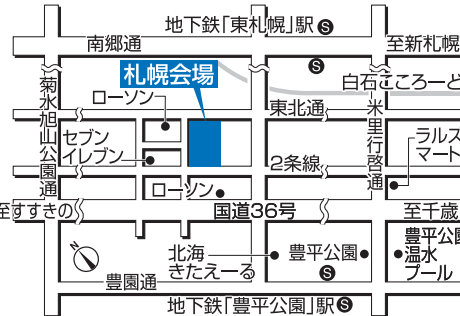 地下鉄「東札幌」駅 S
南郷通
至新札幌
S
札幌会場
白石こころーど
ローソン
東北通
菊水旭山公園通
米里行啓通
セブン
イレブン
ラルズ
マート
2条線
ローソン
至すすきの
国道36号
至千歳
北海
きたえーる
豊平公園
豊平公園
温水
プール
S
豊園通
地下鉄「豊平公園」駅 S
N